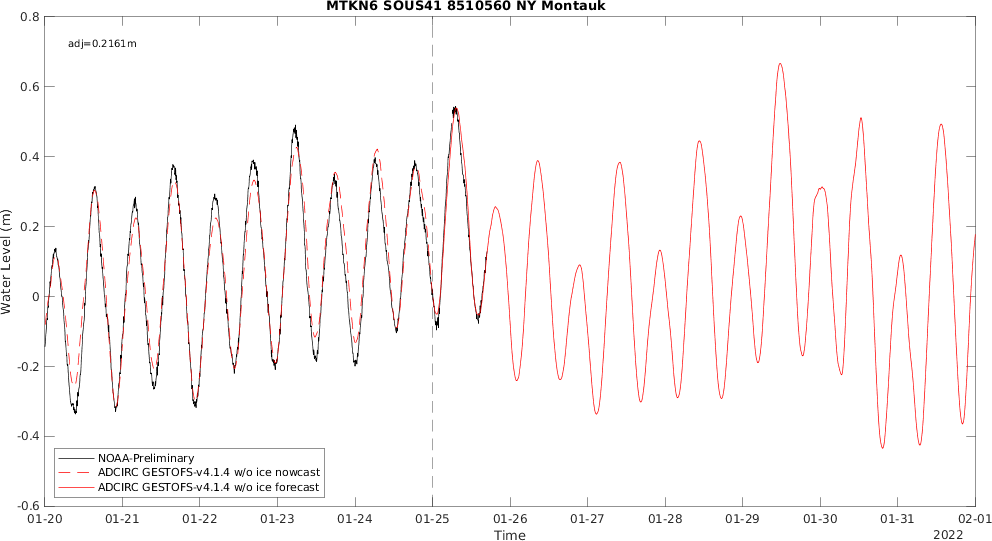 MTKN6 SOUS41 8510560 NY Montauk
adj=0.2161m
0.8
0.6
0.4
0.2
0
-0.2
-0.4
-0.6
Water Level (m)
NOAA-Preliminary
ADCIRC GESTOFS-v4.1.4 w/o ice nowcast
ADCIRC GESTOFS-v4.1.4 w/o ice forecast
01-20 01-21 01-22 01-23 01-24 01-25 01-26 01-27 01-28 01-29 01-30 01-31 02-01
Time
2022